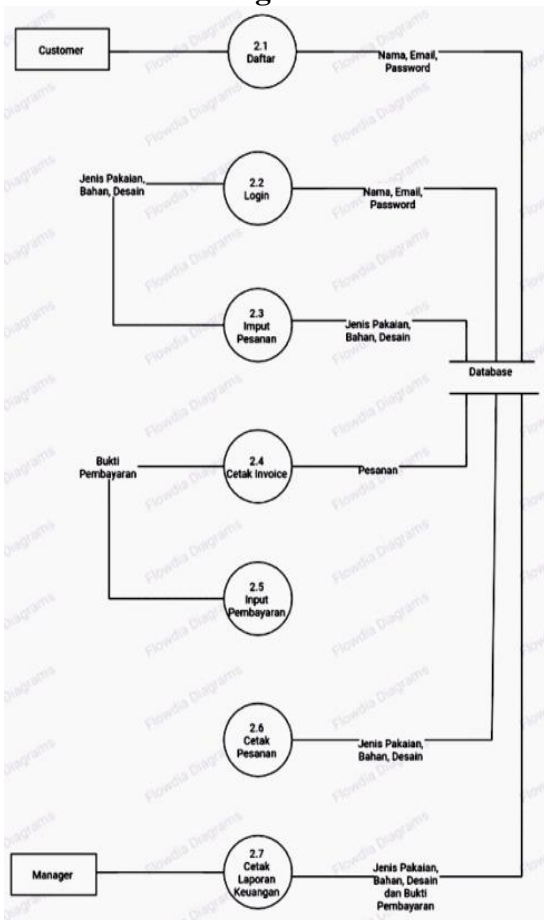 Customer
2.1
Daftar
Nama, Email,
Password
Jenis Pakaian,
Bahan, Desain
2.2
Login
Nama, Email,
Password
2.3
Imput
Pesanan
Jenis Pakaian,
Bahan, Desain
Database
Bukti
Pembayaran
2.4
Cetak Invoice
Pesanan
2.5
Input
Pembayaran
2.6
Cetak
Pesanan
Jenis Pakaian,
Bahan, Desain
Manager
2.7
Cetak
Laporan
Keuangan
Jenis Pakaian,
Bahan, Desain
dan Bukti
Pembayaran
Flowdia Diagrams